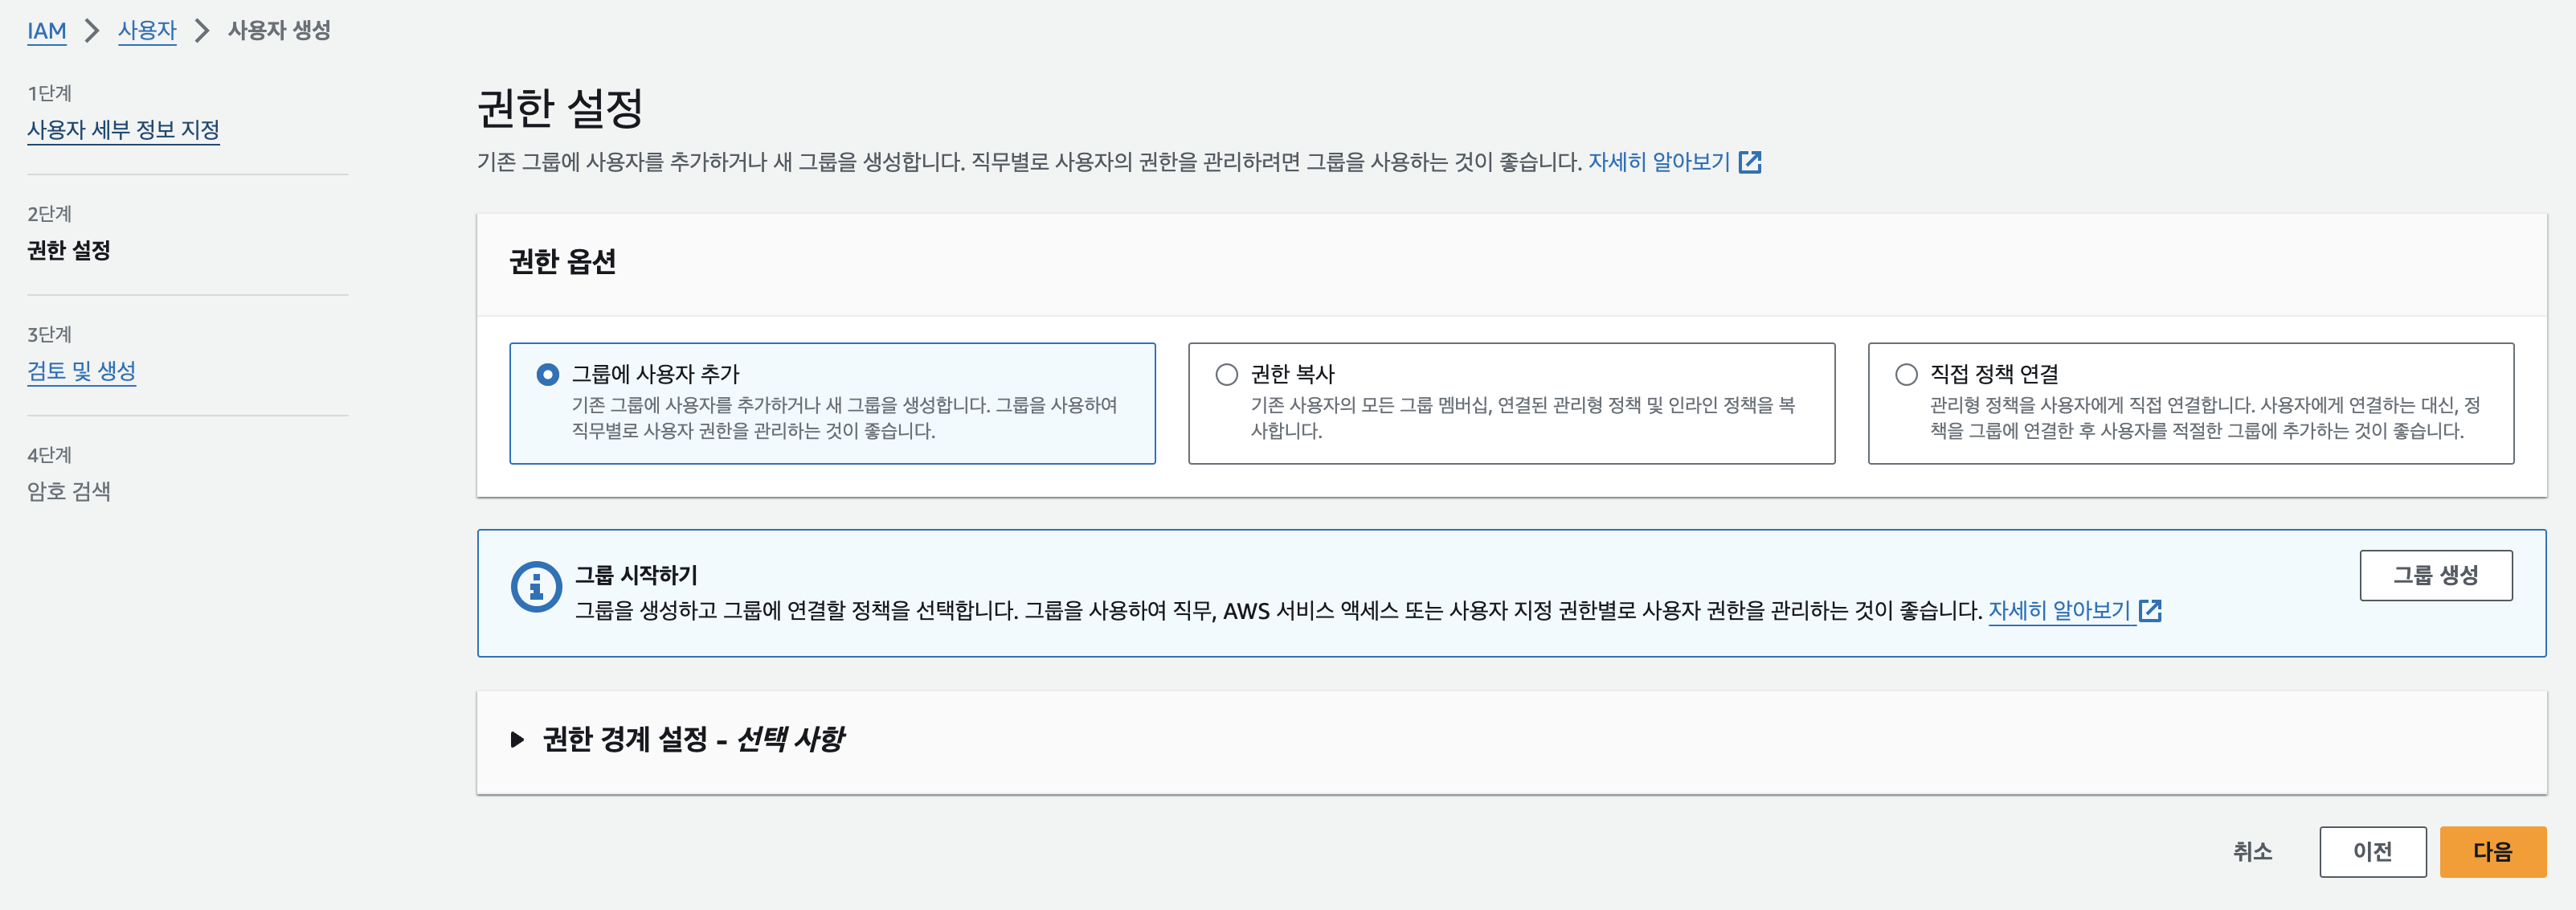 IAM > 사용자 > 사용자 생성
1단계
사용자 세부 정보 지정
2단계
권한 설정
3단계
검토 및 생성
4단계
암호 검색
권한 설정
기존 그룹에 사용자를 추가하거나 새 그룹을 생성합니다. 직무별로 사용자의 권한을 관리하려면 그룹을 사용하는 것이 좋습니다. 자세히 알아보기
권한 옵션
그룹에 사용자 추가
기존 그룹에 사용자를 추가하거나 새 그룹을 생성합니다. 그룹을 사용하여
직무별로 사용자 권한을 관리하는 것이 좋습니다.
권한 복사
기존 사용자의 모든 그룹 멤버십, 연결된 관리형 정책 및 인라인 정책을 복
사합니다.
직접 정책 연결
관리형 정책을 사용자에게 직접 연결합니다. 사용자에게 연결하는 대신, 정
책을 그룹에 연결한 후 사용자를 적절한 그룹에 추가하는 것이 좋습니다.
그룹 시작하기
그룹을 생성하고 그룹에 연결할 정책을 선택합니다. 그룹을 사용하여 직무, AWS 서비스 액세스 또는 사용자 지정 권한별로 사용자 권한을 관리하는 것이 좋습니다. 자세히 알아보기
그룹 생성
권한 경계 설정 - 선택 사항
취소
이전
다음